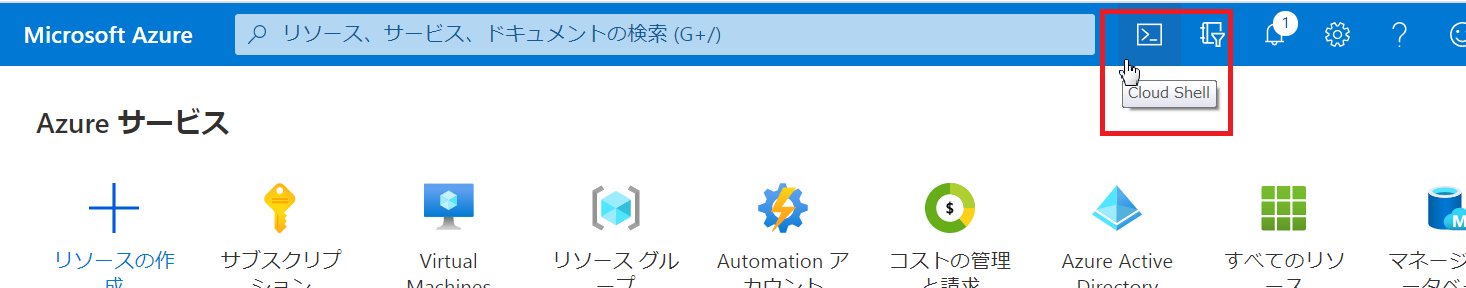 Microsoft Azure
リソース、サービス、ドキュメントの検索 (G+/)
1
Cloud Shell
Azure サービス
$
リソースの作
成
サブスクリプ
ション
Virtual
Machines
リソース グル
ープ
Automation ア
カウント
コストの管理
と請求
Azure Active
Directory
すべてのリソ
ース
マネージ
ータベ